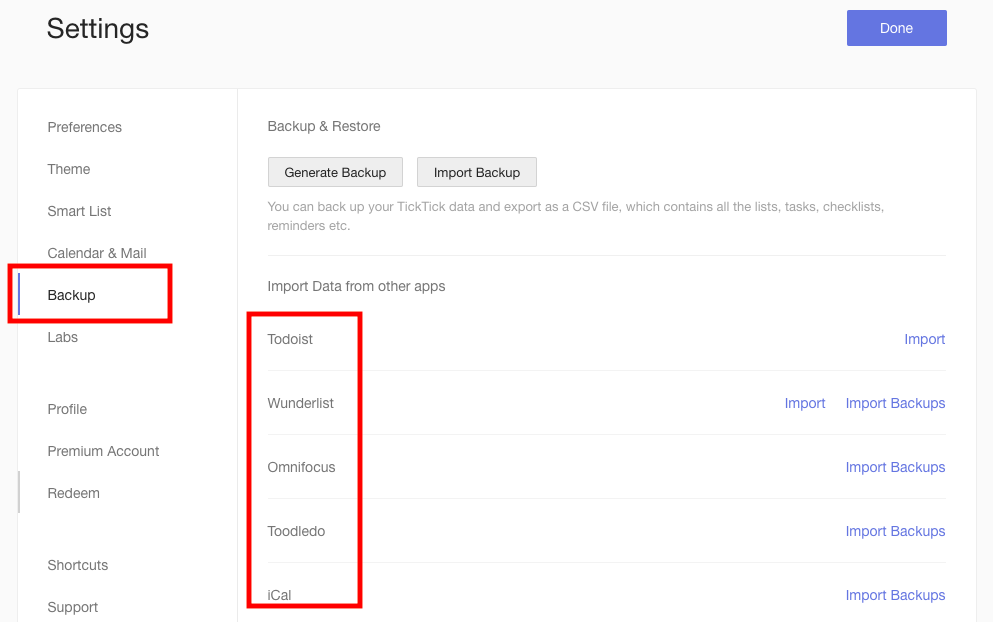 Settings
Done
Preferences
Theme
Smart List
Calendar & Mail
Backup
Labs
Profile
Premium Account
Redeem
Shortcuts
Support
Backup & Restore
Generate Backup Import Backup
You can back up your TickTick data and export as a CSV file, which contains all the lists, tasks, checklists,
reminders etc.
Import Data from other apps
Todoist Import
Wunderlist Import Import Backups
Omnifocus Import Backups
Toodledo Import Backups
iCal Import Backups